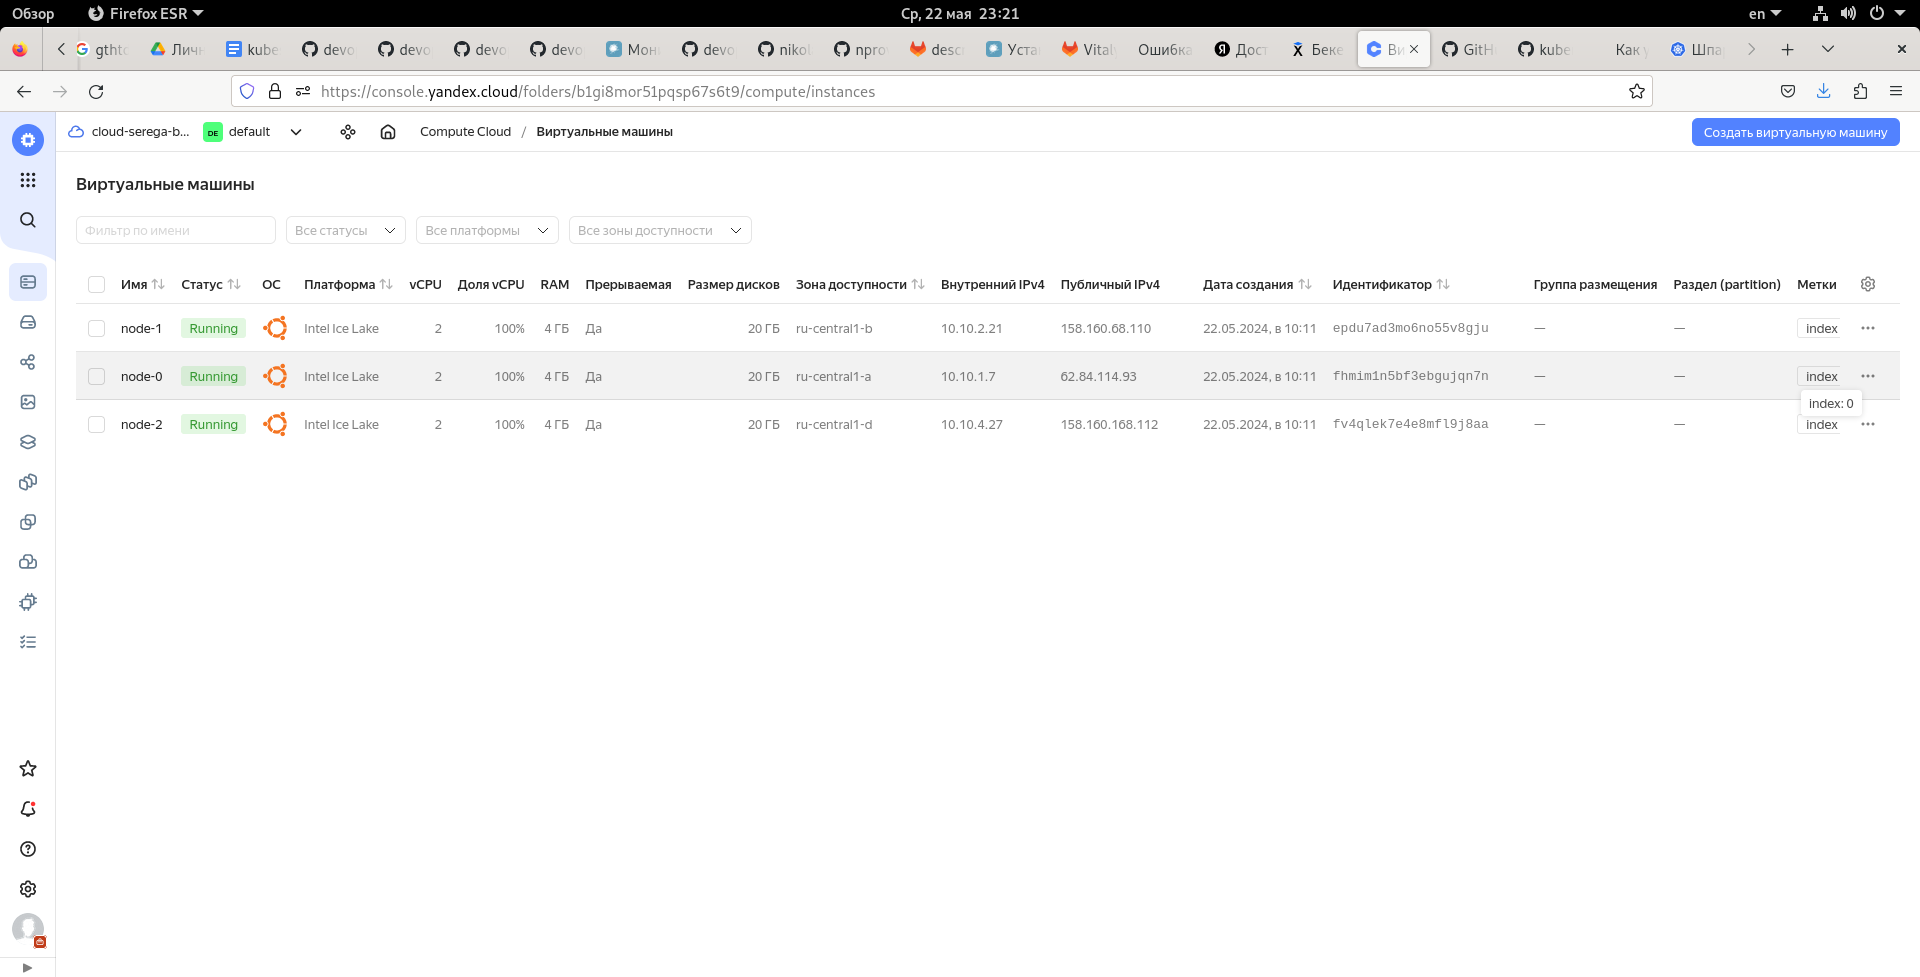 Обзор Firefox ESR Ср, 22 мая 23:21 en
gthto Личн kube devo devo devo devo Мони devo nikol npro desc Уста Vitaly Ошибка Дост Беке Ви GitH kube Как у Шпа
https://console.yandex.cloud/folders/b1gi8mor51pqsp67s6t9/compute/instances
cloud-serega-b... DE default Compute Cloud / Виртуальные машины Создать виртуальную машину
Виртуальные машины
Фильтр по имени Все статусы Все платформы Все зоны доступности
Имя Статус ОС Платформа vCPU Доля vCPU RAM Прерываемая Размер дисков Зона доступности Внутренний IPv4 Публичный IPv4 Дата создания Идентификатор Группа размещения Раздел (partition) Метки
node-1 Running Intel Ice Lake 2 100% 4 ГБ Да 20 ГБ ru-central1-b 10.10.2.21 158.160.68.110 22.05.2024, в 10:11 epdu7ad3mo6no55v8gju — — index
node-0 Running Intel Ice Lake 2 100% 4 ГБ Да 20 ГБ ru-central1-a 10.10.1.7 62.84.114.93 22.05.2024, в 10:11 fhmim1n5bf3ebgujqn7n — — index
index: 0
node-2 Running Intel Ice Lake 2 100% 4 ГБ Да 20 ГБ ru-central1-d 10.10.4.27 158.160.168.112 22.05.2024, в 10:11 fv4qlek7e4e8mfl9j8aa — — index